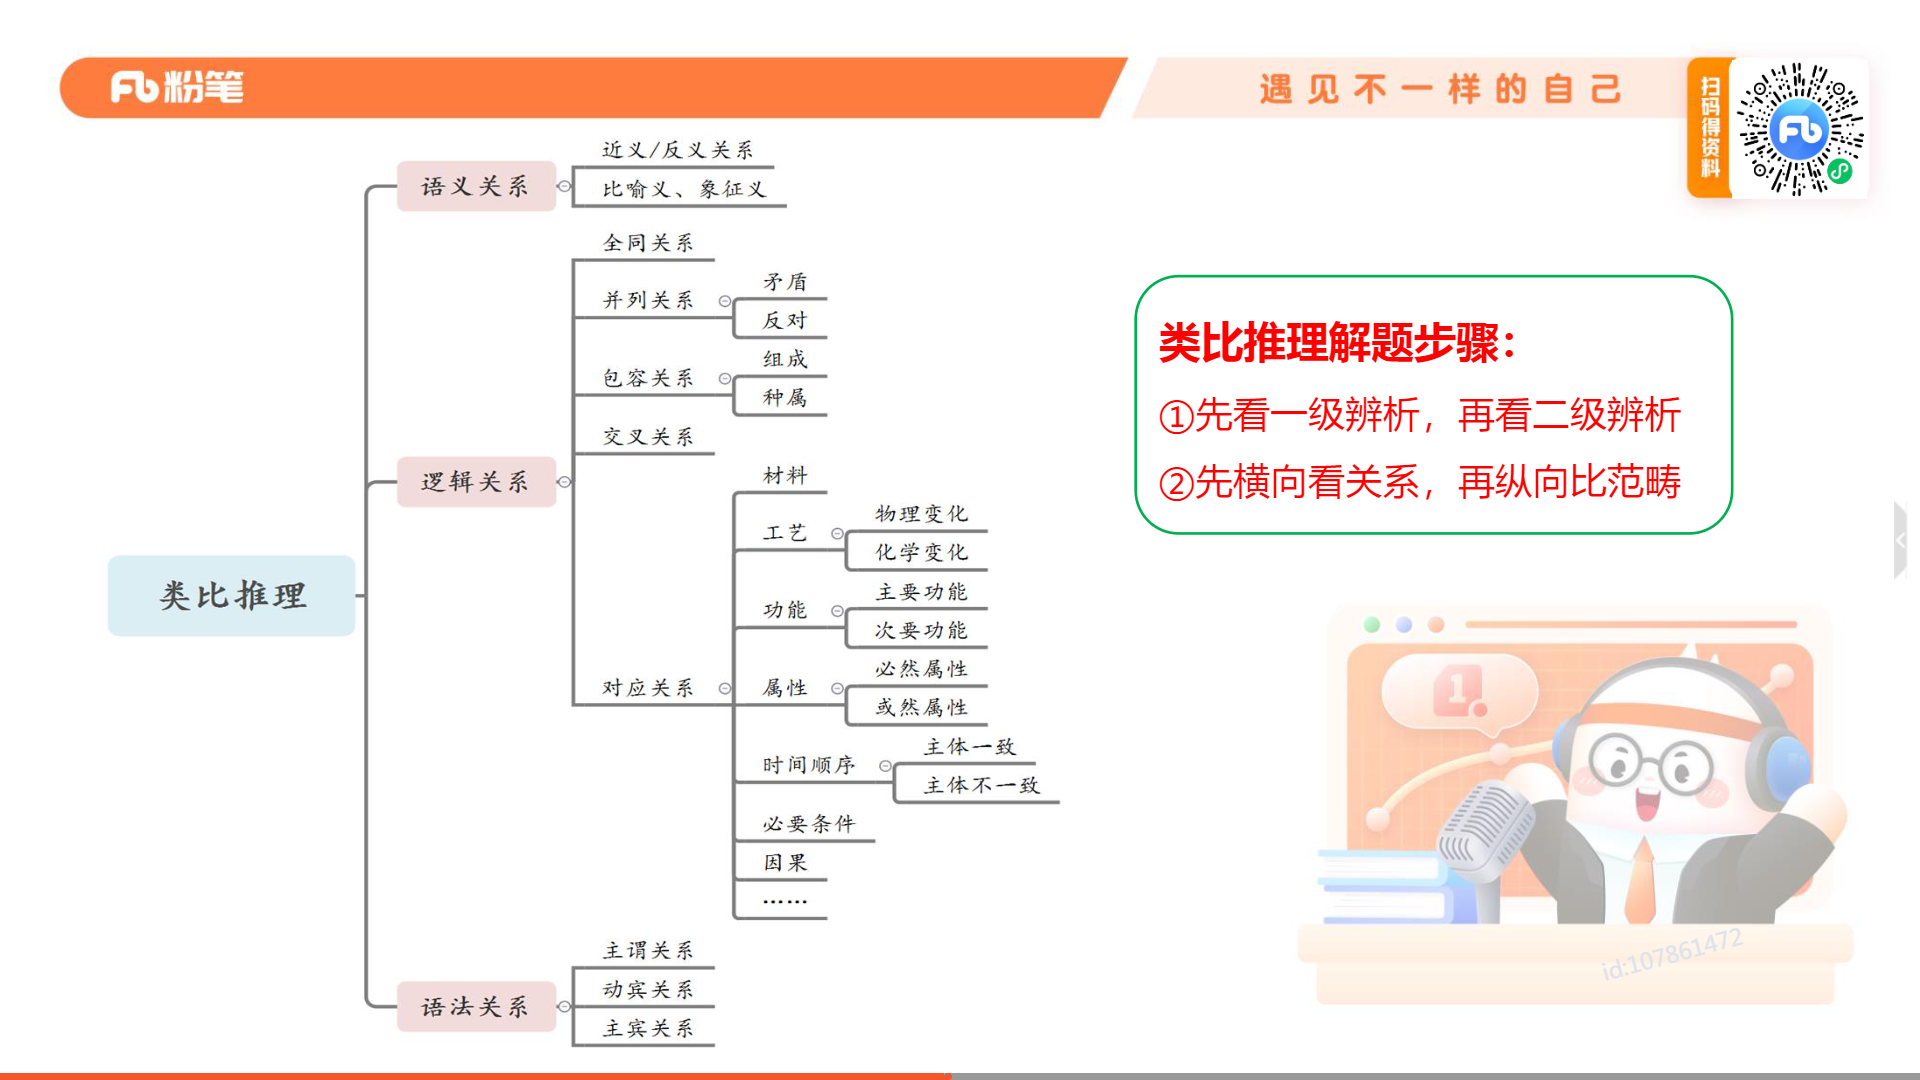 粉笔
遇见不一样的自己
扫码得资料
类比推理
语义关系
近义/反义关系
比喻义、象征义
逻辑关系
全同关系
并列关系
矛盾
反对
包容关系
组成
种属
交叉关系
对应关系
材料
工艺
物理变化
化学变化
功能
主要功能
次要功能
属性
必然属性
或然属性
时间顺序
主体一致
主体不一致
必要条件
因果
……
语法关系
主谓关系
动宾关系
主宾关系
类比推理解题步骤：
①先看一级辨析，再看二级辨析
②先横向看关系，再纵向比范畴
1
id:107861472